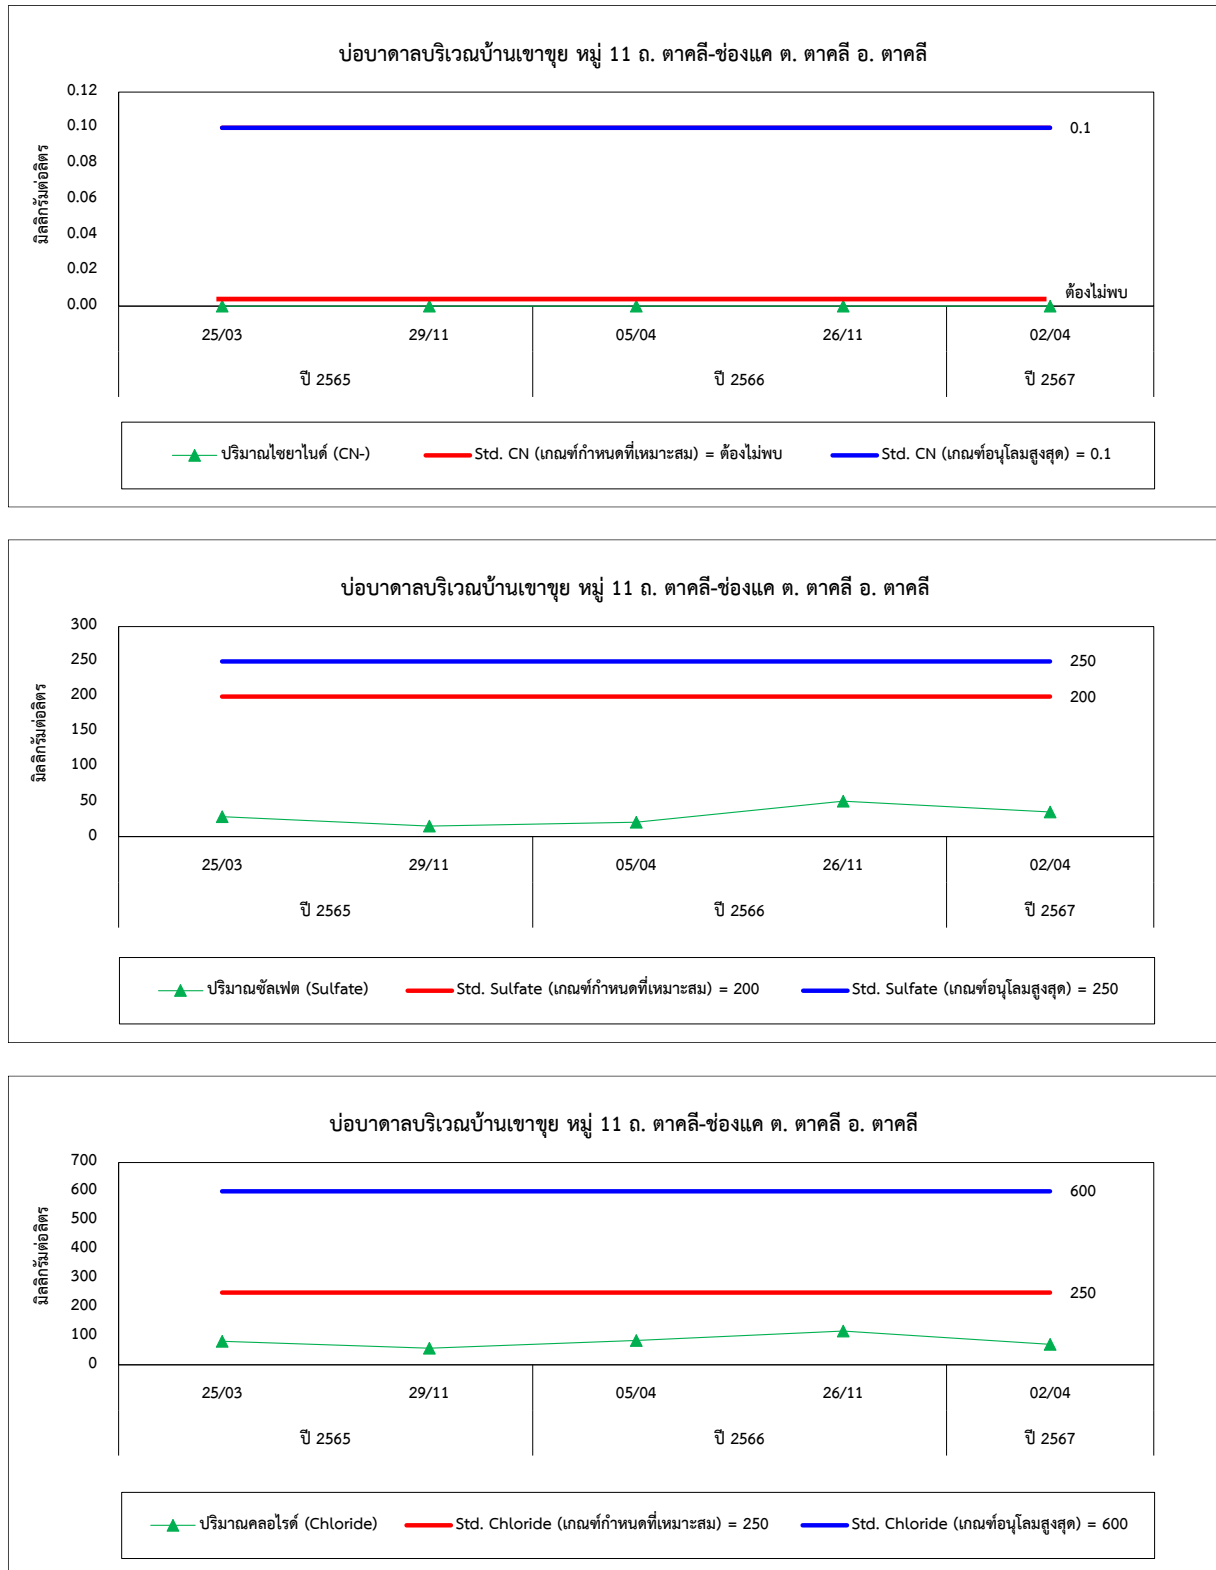 บ่อบาดาลบริเวณบ้านเขาขุย หมู่ 11 ถ. ตาคลี-ช่องแค ต. ตาคลี อ. ตาคลี
มิลลิกรัมต่อลิตร
0.12
0.10
0.08
0.06
0.04
0.02
0.00
0.1
ต้องไม่พบ
25/03 29/11 05/04 26/11 02/04
ปี 2565 ปี 2566 ปี 2567
ปริมาณไซยาไนด์ (CN-) Std. CN (เกณฑ์กำหนดที่เหมาะสม) = ต้องไม่พบ Std. CN (เกณฑ์อนุโลมสูงสุด) = 0.1
บ่อบาดาลบริเวณบ้านเขาขุย หมู่ 11 ถ. ตาคลี-ช่องแค ต. ตาคลี อ. ตาคลี
มิลลิกรัมต่อลิตร
300
250
200
150
100
50
0
250
200
25/03 29/11 05/04 26/11 02/04
ปี 2565 ปี 2566 ปี 2567
ปริมาณซัลเฟต (Sulfate) Std. Sulfate (เกณฑ์กำหนดที่เหมาะสม) = 200 Std. Sulfate (เกณฑ์อนุโลมสูงสุด) = 250
บ่อบาดาลบริเวณบ้านเขาขุย หมู่ 11 ถ. ตาคลี-ช่องแค ต. ตาคลี อ. ตาคลี
มิลลิกรัมต่อลิตร
700
600
500
400
300
200
100
0
600
250
25/03 29/11 05/04 26/11 02/04
ปี 2565 ปี 2566 ปี 2567
ปริมาณคลอไรด์ (Chloride) Std. Chloride (เกณฑ์กำหนดที่เหมาะสม) = 250 Std. Chloride (เกณฑ์อนุโลมสูงสุด) = 600